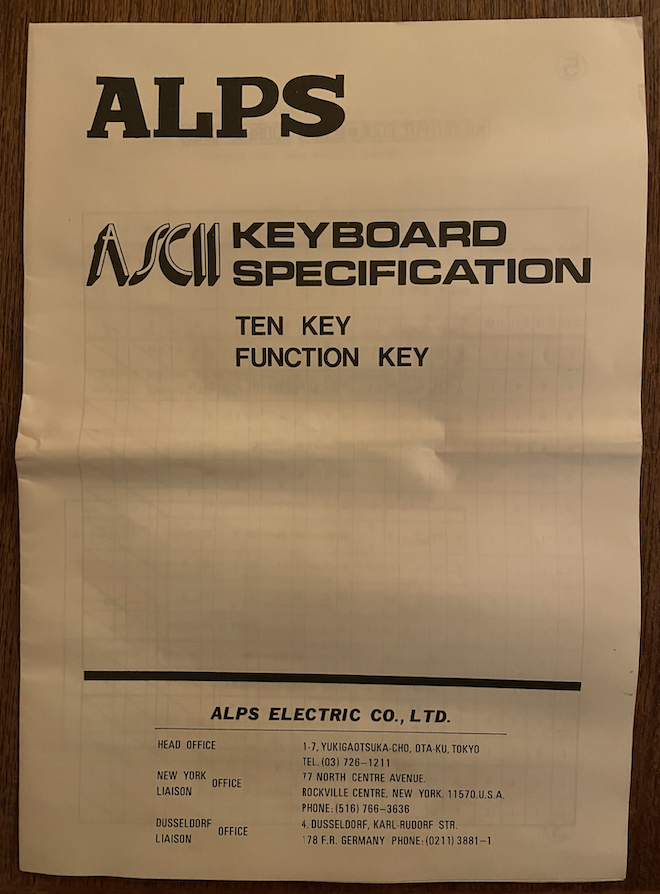 ALPS
ASCII KEYBOARD
SPECIFICATION
TEN KEY
FUNCTION KEY
ALPS ELECTRIC CO., LTD.
HEAD OFFICE 1-7, YUKIGAOTSUKA-CHO, OTA-KU, TOKYO
TEL. (03) 726-1211
NEW YORK LIAISON OFFICE 77 NORTH CENTRE AVENUE.
ROCKVILLE CENTRE, NEW YORK. 11570.U.S.A.
PHONE: (516) 766-3636
DUSSELDORF LIAISON OFFICE 4. DUSSELDORF, KARL-RUDORF STR.
178 F.R. GERMANY PHONE: (0211) 3881-1